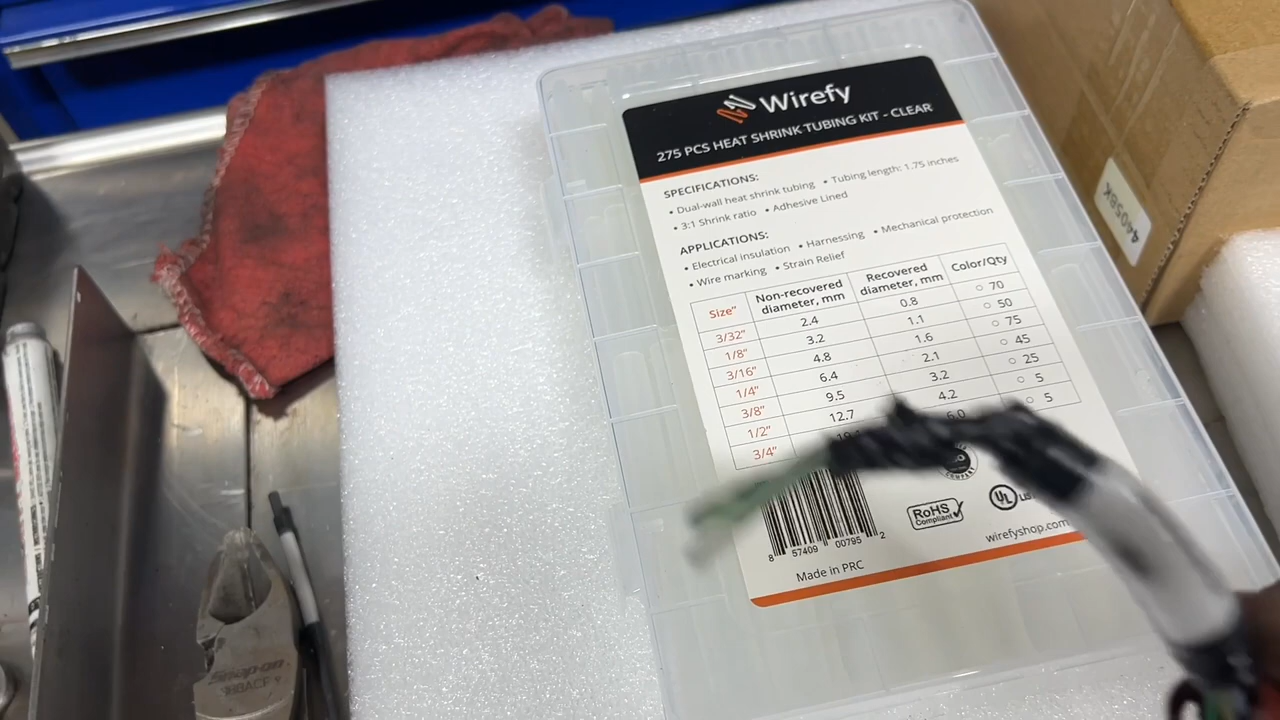 Wirefy
275 PCS HEAT SHRINK TUBING KIT - CLEAR
SPECIFICATIONS:
• Dual-wall heat shrink tubing • Tubing length: 1.75 inches
• 3:1 Shrink ratio • Adhesive Lined
APPLICATIONS:
• Electrical insulation • Harnessing • Mechanical protection
• Wire marking • Strain Relief
Size" Non-recovered diameter, mm Recovered diameter, mm Color/Qty
3/32" 2.4 0.8 70
1/8" 3.2 1.1 50
3/16" 4.8 1.6 75
1/4" 6.4 2.1 45
3/8" 9.5 3.2 25
1/2" 12.7 4.2 5
3/4" 6.0 5
COMPANY
RoHS
Compliant
UL
8 57409 00795 2
wirefyshop.com
Made in PRC
4405BK
Snap-on